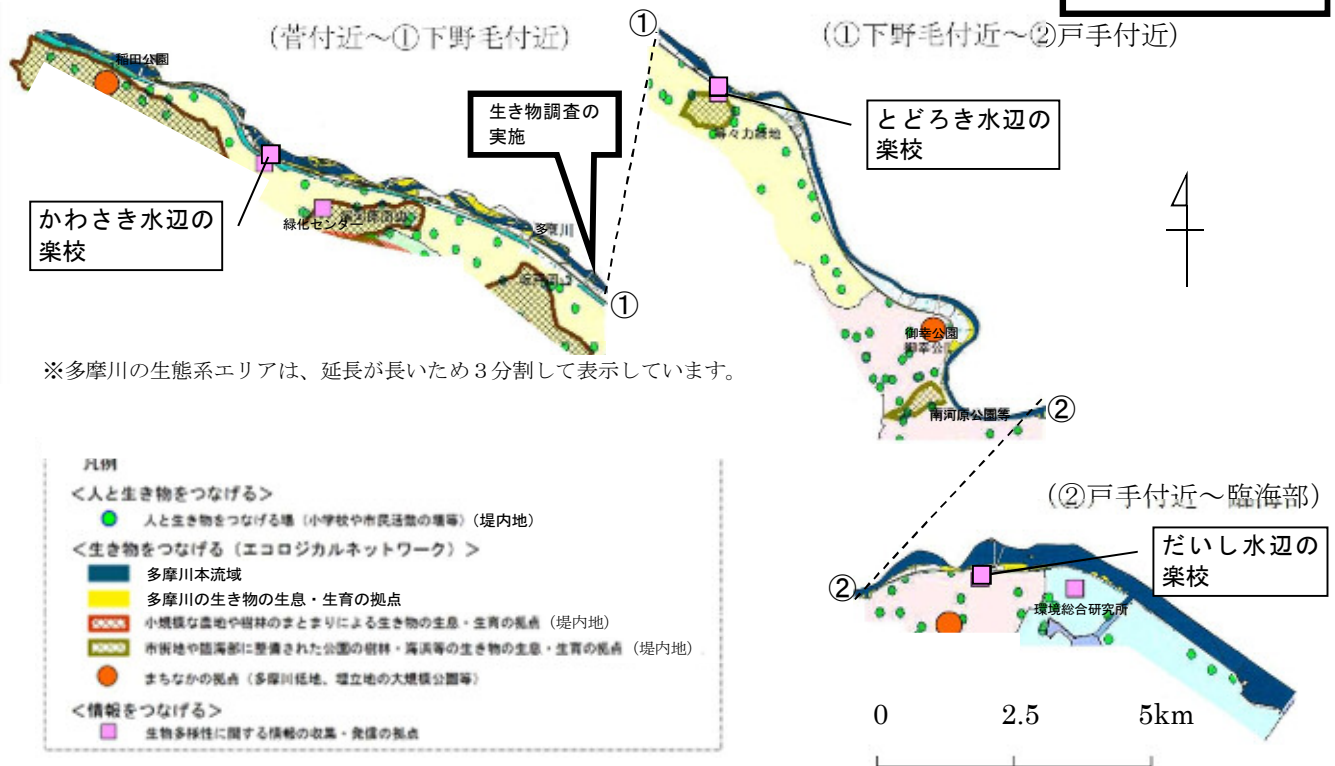 (菅付近～①下野毛付近)
①
(①下野毛付近～②戸手付近)
稲田公園
生き物調査の
実施
とどろき水辺の
楽校
等々力緑地
かわさき水辺の
楽校
緑化センター
多摩川
①
御幸公園
御幸公
※多摩川の生態系エリアは、延長が長いため３分割して表示しています。
南河原公園等
②
凡例
＜人と生き物をつなげる＞
人と生き物をつなげる場（小学校や市民活動の場等）（堤内地）
＜生き物をつなげる（エコロジカルネットワーク）＞
多摩川本流域
多摩川の生き物の生息・生育の拠点
小規模な農地や樹林のまとまりによる生き物の生息・生育の拠点（堤内地）
市街地や臨海部に整備された公園の樹林・海浜等の生き物の生息・生育の拠点（堤内地）
まちなかの拠点（多摩川低地、埋立地の大規模公園等）
＜情報をつなげる＞
生物多様性に関する情報の収集・発信の拠点
(②戸手付近～臨海部)
だいし水辺の
楽校
②
環境総合研究所
0 2.5 5km